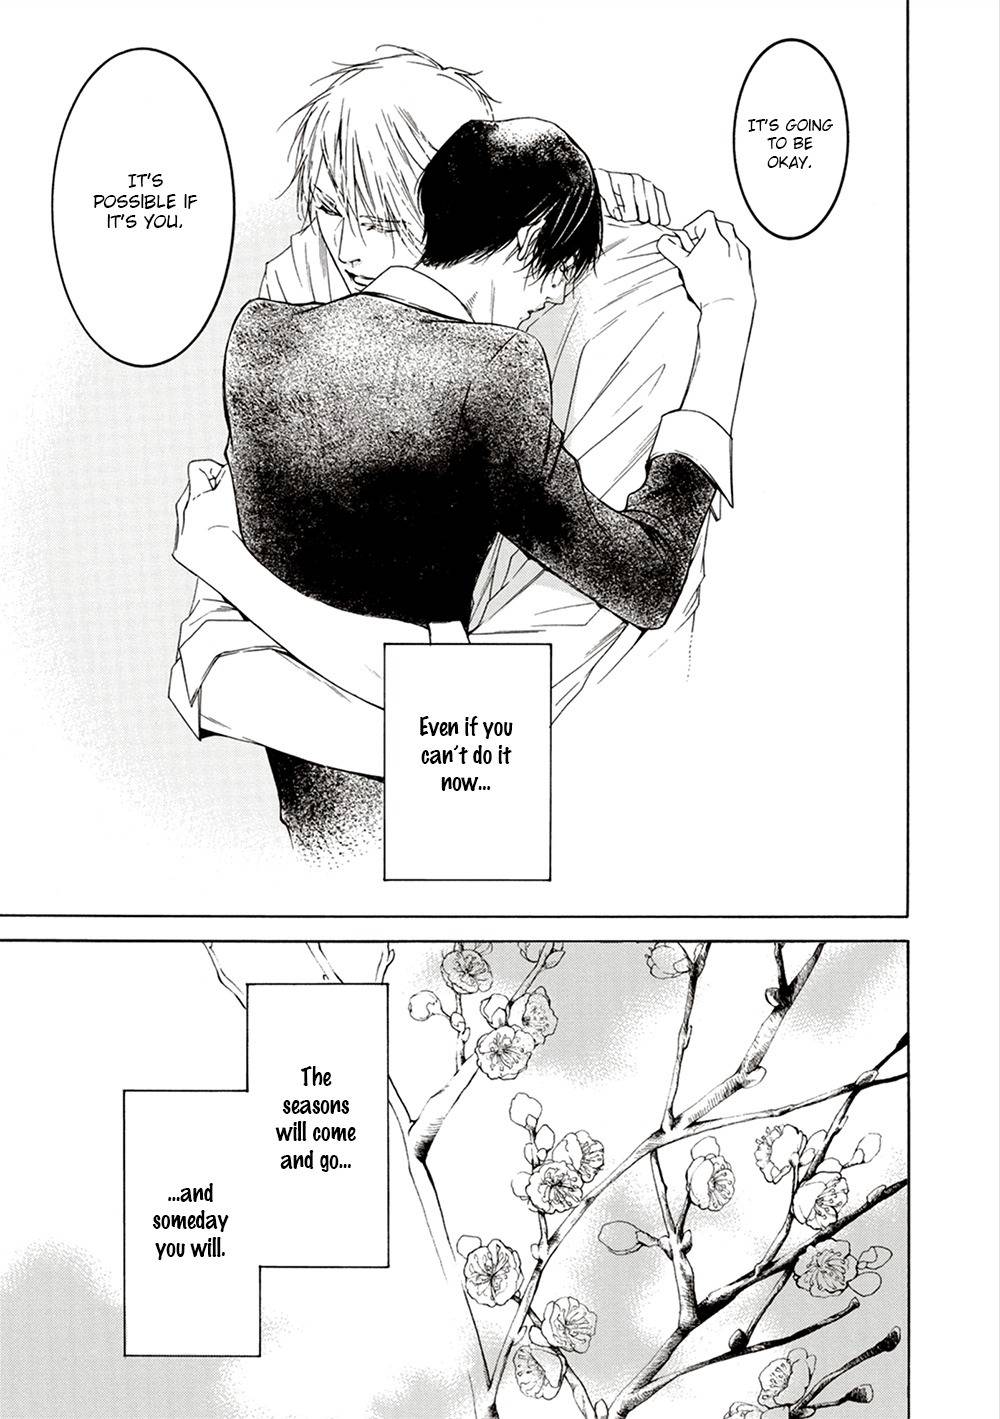 IT'S GOING
TO BE
OKAY.
IT'S
POSSIBLE IF
IT'S YOU.
Even if you
can't do it
now...
The
seasons
will come
and go...
...and
someday
you will.